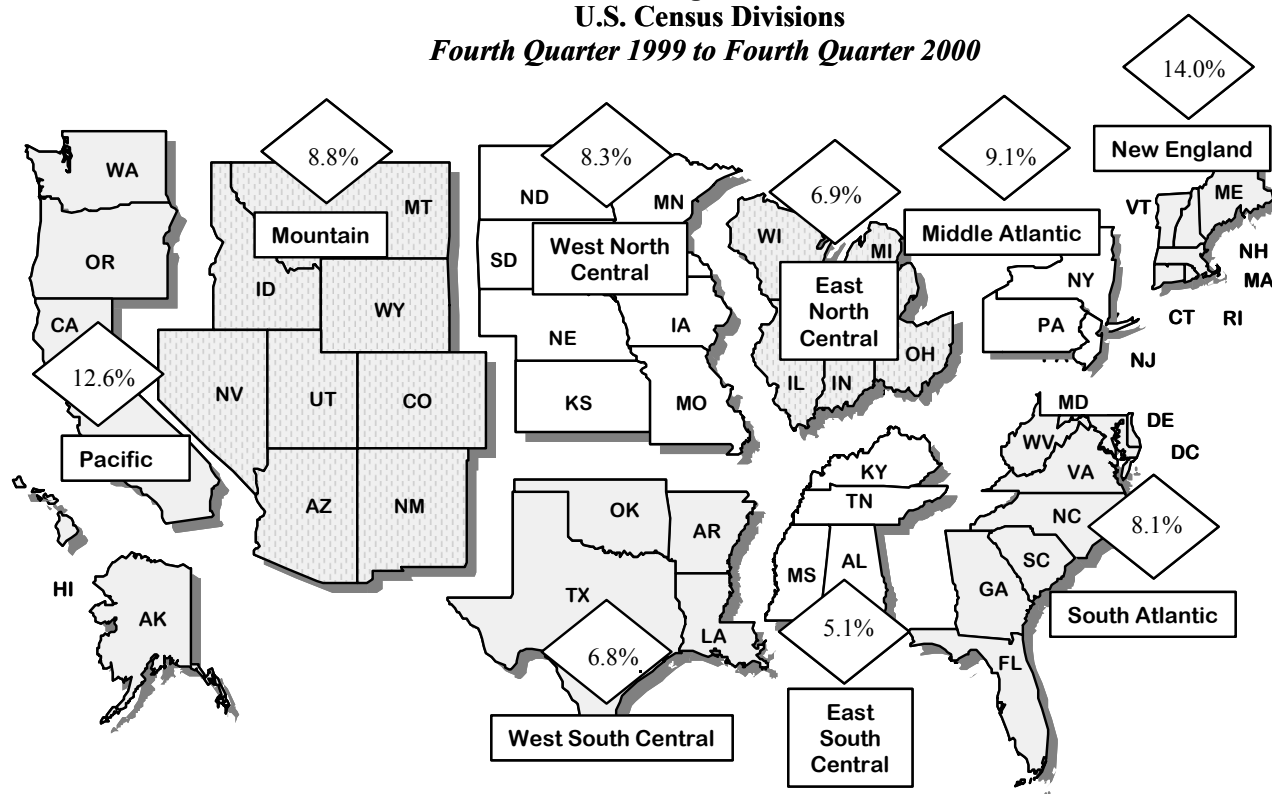 U.S. Census Divisions
Fourth Quarter 1999 to Fourth Quarter 2000
14.0%
New England
8.8%
Mountain
8.3%
West North
Central
6.9%
East
North
Central
9.1%
Middle Atlantic
12.6%
Pacific
8.1%
South Atlantic
6.8%
West South Central
5.1%
East
South
Central
WA
OR
CA
HI
AK
MT
ID
WY
NV
UT
CO
AZ
NM
ND
MN
SD
NE
IA
KS
MO
WI
MI
IL
IN
OH
NY
PA
NJ
VT
ME
NH
MA
CT
RI
OK
AR
TX
LA
KY
TN
MS
AL
MD
DE
DC
WV
VA
NC
SC
GA
FL